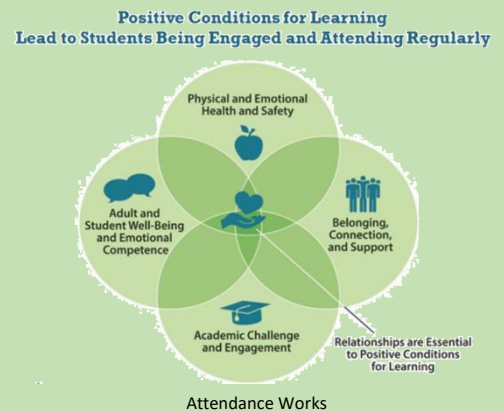 Positive Conditions for Learning
Lead to Students Being Engaged and Attending Regularly
Physical and Emotional
Health and Safety
Adult and
Student Well-Being
and Emotional
Competence
Belonging,
Connection,
and Support
Academic Challenge
and Engagement
Relationships are Essential
to Positive Conditions
for Learning
Attendance Works